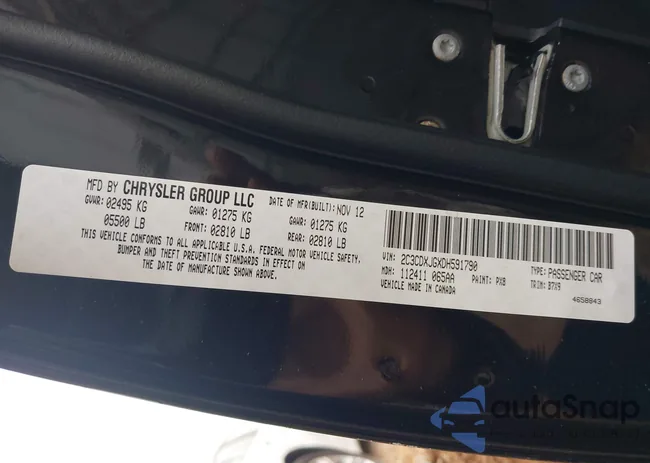 MFD BY CHRYSLER GROUP LLC DATE OF MFR(BUILT): NOV 12
GVWR: 02495 KG GAWR: 01275 KG GAWR: 01275 KG
05500 LB FRONT: 02810 LB REAR: 02810 LB
THIS VEHICLE CONFORMS TO ALL APPLICABLE U.S.A. FEDERAL MOTOR VEHICLE SAFETY,
BUMPER AND THEFT PREVENTION STANDARDS IN EFFECT ON
THE DATE OF MANUFACTURE SHOWN ABOVE.
VIN: 2C3CDXJGXDH591790 TYPE: PASSENGER CAR
MDH: 112411 065AA PAINT: PX8 TRIM: B7X9
VEHICLE MADE IN CANADA 4658843
autoSnap